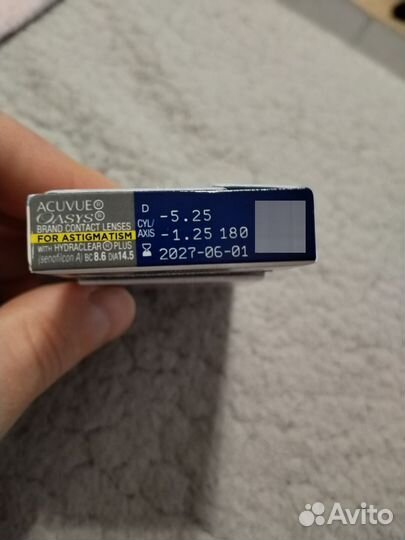 ACUVUE®
OASYS®
BRAND CONTACT LENSES
FOR ASTIGMATISM
WITH HYDRACLEAR® PLUS
(senofilcon A) BC 8.6 DIA 14.5
D -5.25
CYL/AXIS -1.25 180
2027-06-01
Avito